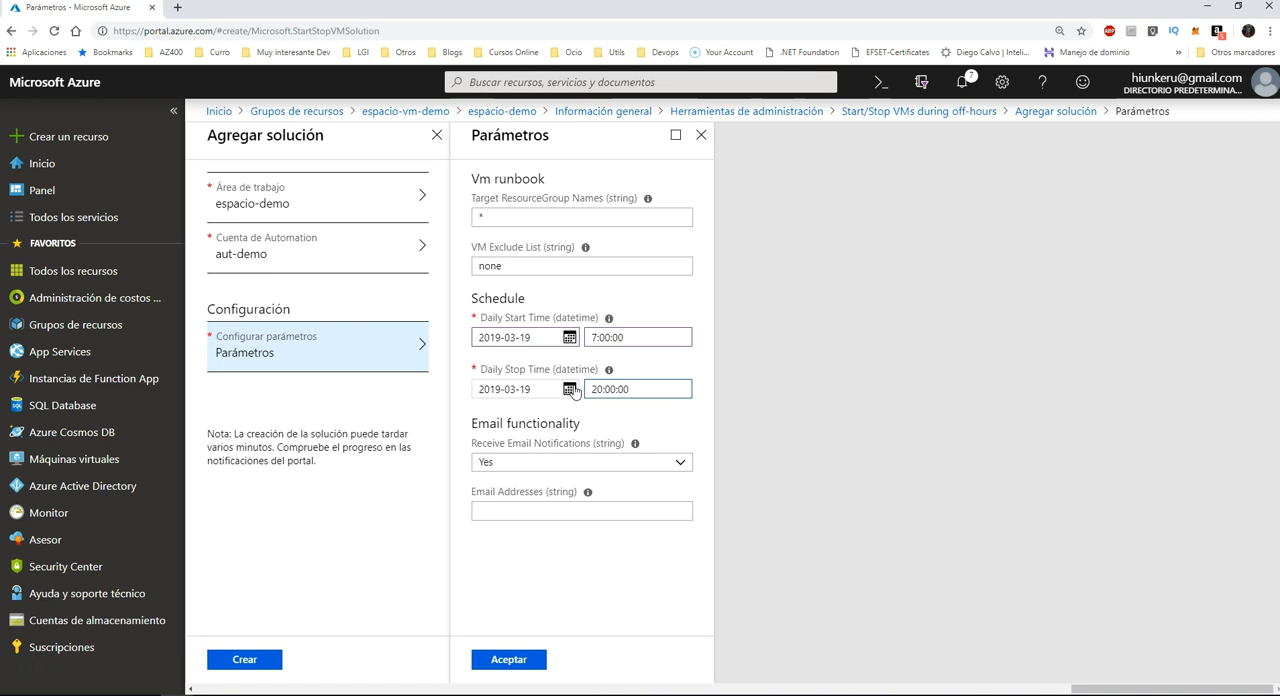 Parámetros - Microsoft Azure
https://portal.azure.com/#create/Microsoft.StartStopVMSolution
Aplicaciones Bookmarks AZ400 Curro Muy interesante Dev LGI Otros Blogs Cursos Online Ocio Utils Devops Your Account .NET Foundation EFSET-Certificates Diego Calvo | Inteli... Manejo de dominio » Otros marcadores
Microsoft Azure
Buscar recursos, servicios y documentos
7
hiunkeru@gmail.com
DIRECTORIO PREDETERMINA...
Inicio > Grupos de recursos > espacio-vm-demo > espacio-demo > Información general > Herramientas de administración > Start/Stop VMs during off-hours > Agregar solución > Parámetros
«
Crear un recurso
Inicio
Panel
Todos los servicios
FAVORITOS
Todos los recursos
Administración de costos ...
Grupos de recursos
App Services
Instancias de Function App
SQL Database
Azure Cosmos DB
Máquinas virtuales
Azure Active Directory
Monitor
Asesor
Security Center
Ayuda y soporte técnico
Cuentas de almacenamiento
Suscripciones
Agregar solución
* Área de trabajo
espacio-demo
* Cuenta de Automation
aut-demo
Configuración
* Configurar parámetros
Parámetros
Nota: La creación de la solución puede tardar
varios minutos. Compruebe el progreso en las
notificaciones del portal.
Crear
Parámetros
Vm runbook
Target ResourceGroup Names (string)
*
VM Exclude List (string)
none
Schedule
* Daily Start Time (datetime)
2019-03-19 7:00:00
* Daily Stop Time (datetime)
2019-03-19 20:00:00
Email functionality
Receive Email Notifications (string)
Yes
Email Addresses (string)
Aceptar